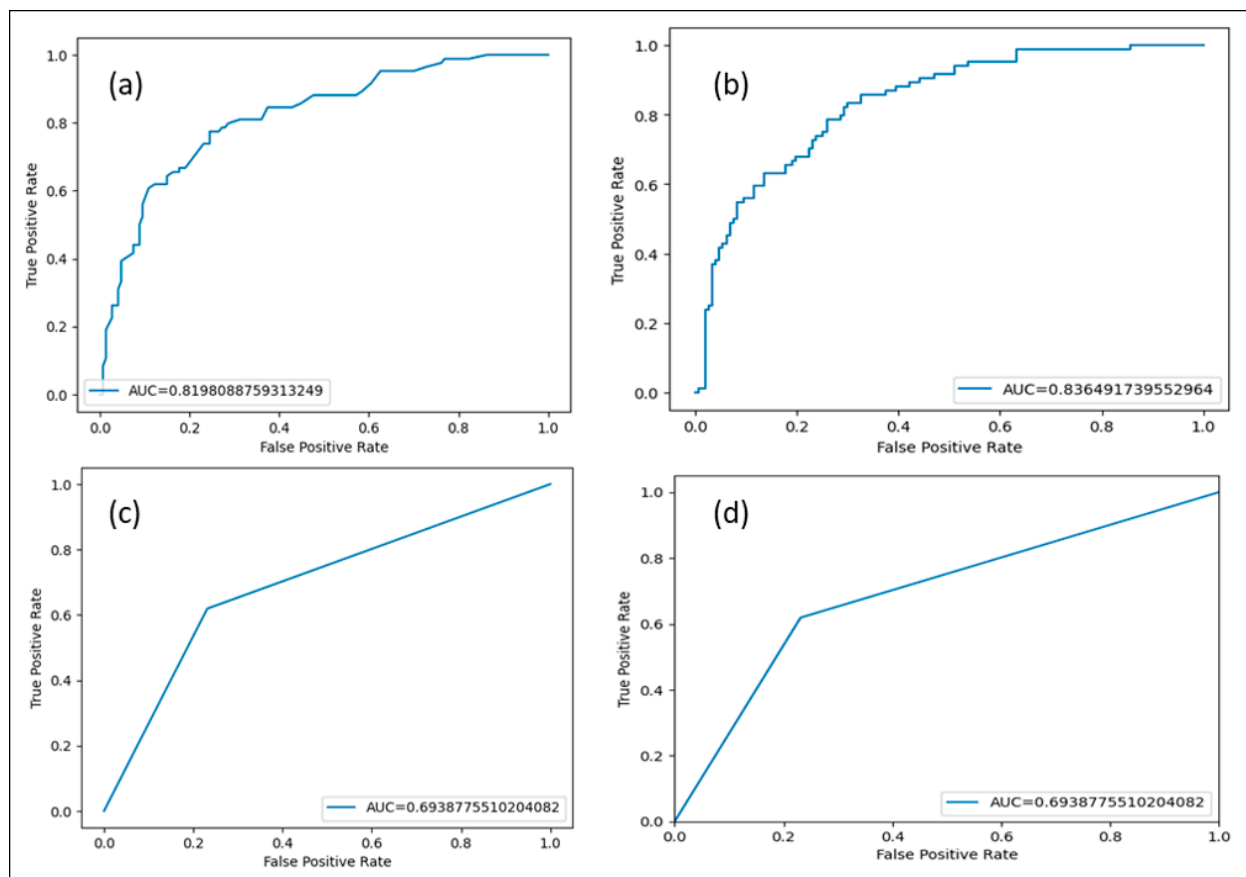 (a)
1.0
0.8
0.6
0.4
0.2
0.0
True Positive Rate
AUC=0.8198088759313249
0.0 0.2 0.4 0.6 0.8 1.0
False Positive Rate
(b)
1.0
0.8
0.6
0.4
0.2
0.0
True Positive Rate
AUC=0.836491739552964
0.0 0.2 0.4 0.6 0.8 1.0
False Positive Rate
(c)
1.0
0.8
0.6
0.4
0.2
0.0
True Positive Rate
AUC=0.6938775510204082
0.0 0.2 0.4 0.6 0.8 1.0
False Positive Rate
(d)
1.0
0.8
0.6
0.4
0.2
0.0
True Positive Rate
AUC=0.6938775510204082
0.0 0.2 0.4 0.6 0.8 1.0
False Positive Rate